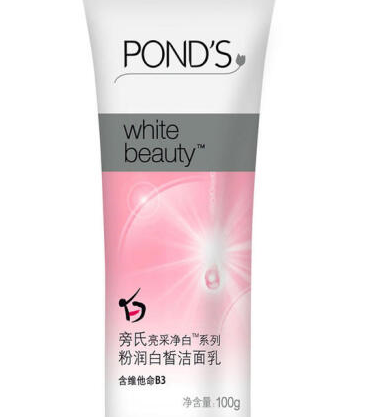 POND'S
white
beauty™
旁氏亮采净白™系列
粉润白皙洁面乳
含维他命B3
净含量:100g